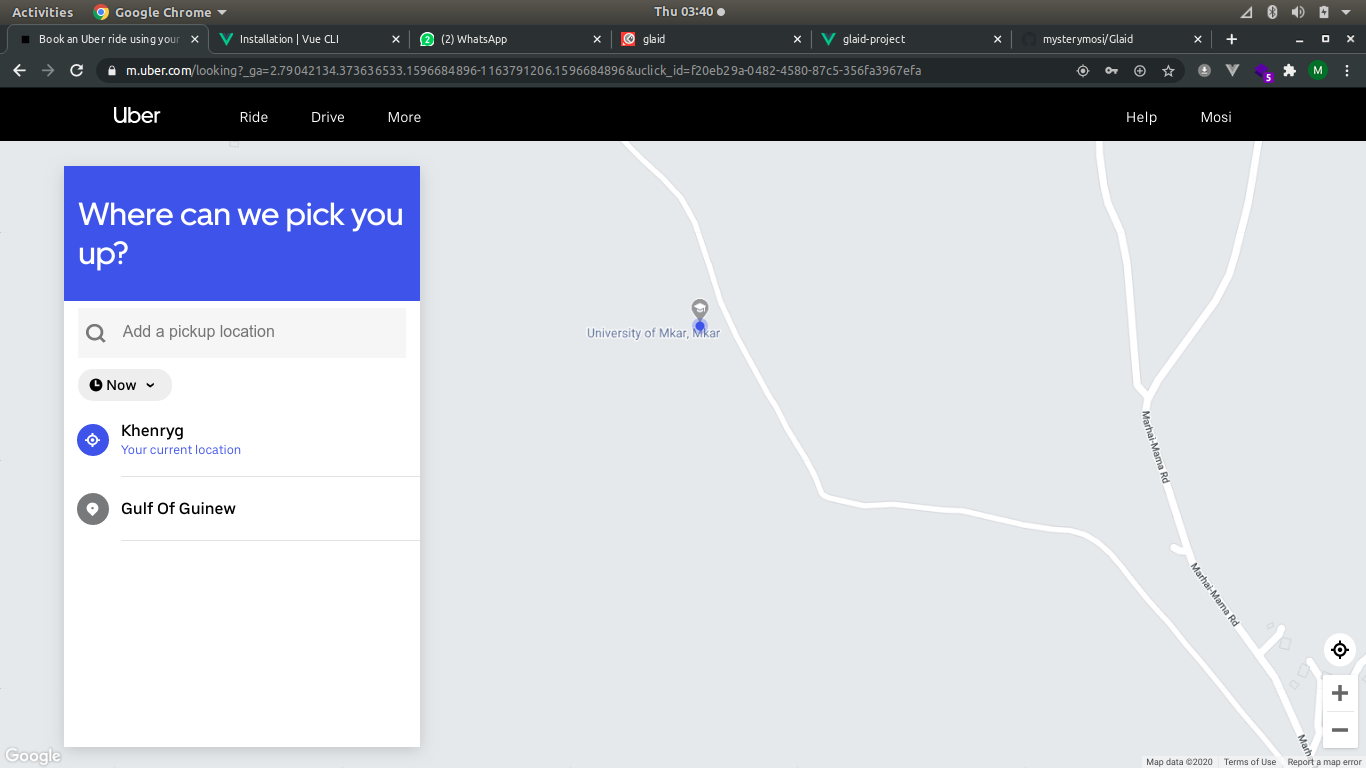 Activities
Google Chrome
Thu 03:40
Book an Uber ride using your
Installation | Vue CLI
(2) WhatsApp
glaid
glaid-project
mysterymosi/Glaid
m.uber.com/looking?_ga=2.79042134.373636533.1596684896-1163791206.1596684896&uclick_id=f20eb29a-0482-4580-87c5-356fa3967efa
5
M
Uber
Ride
Drive
More
Help
Mosi
Where can we pick you
up?
Add a pickup location
Now
Khenryg
Your current location
Gulf Of Guinew
University of Mkar, Mkar
Marhai-Mama Rd
Marhai-Mama Rd
Marh
Google
Map data ©2020
Terms of Use
Report a map error